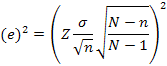 (e)² = (Z σ/√n √((N − n)/(N − 1)))²